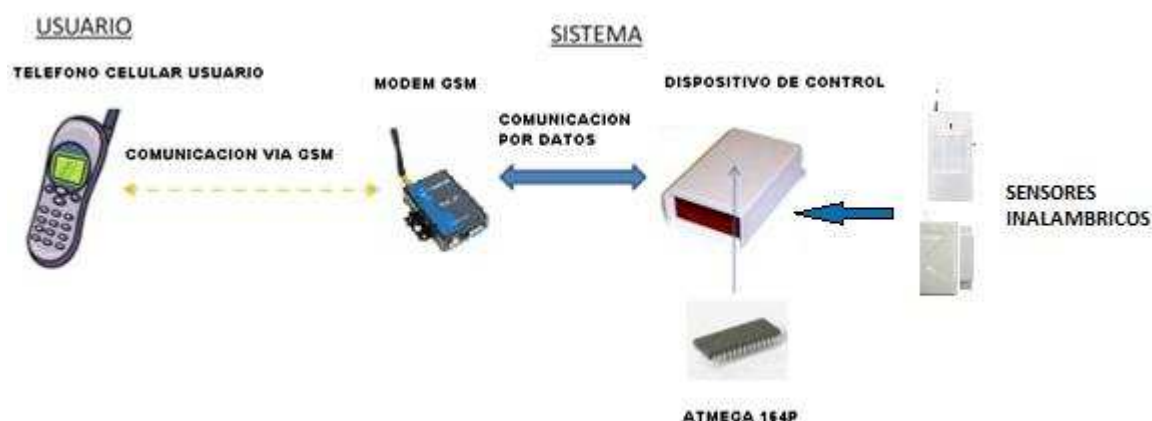 USUARIO
SISTEMA
TELEFONO CELULAR USUARIO
MODEM GSM
DISPOSITIVO DE CONTROL
COMUNICACION VIA GSM
COMUNICACION
POR DATOS
SENSORES
INALAMBRICOS
ATMEGA 164P